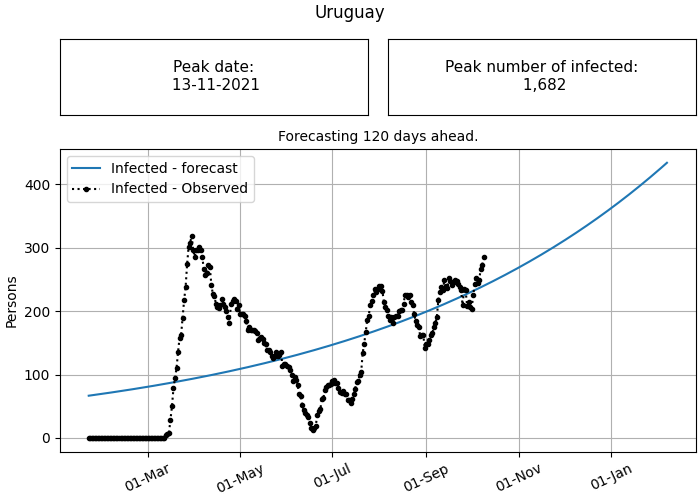 Uruguay
Peak date:
13-11-2021
Peak number of infected:
1,682
Forecasting 120 days ahead.
Infected - forecast
Infected - Observed
Persons
400
300
200
100
0
01-Mar
01-May
01-Jul
01-Sep
01-Nov
01-Jan